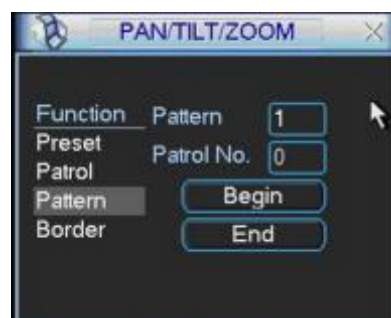 PAN/TILT/ZOOM
Function
Preset
Patrol
Pattern
Border
Pattern 1
Patrol No. 0
Begin
End